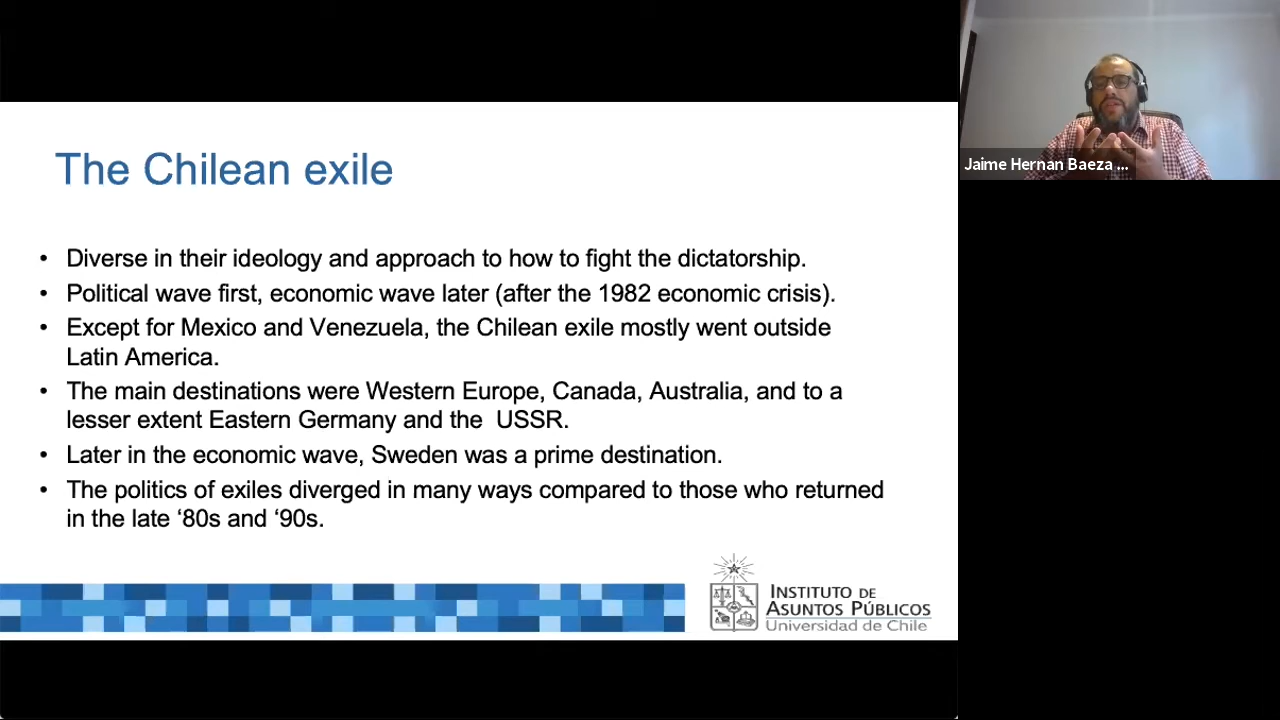 The Chilean exile
• Diverse in their ideology and approach to how to fight the dictatorship.
• Political wave first, economic wave later (after the 1982 economic crisis).
• Except for Mexico and Venezuela, the Chilean exile mostly went outside
Latin America.
• The main destinations were Western Europe, Canada, Australia, and to a
lesser extent Eastern Germany and the  USSR.
• Later in the economic wave, Sweden was a prime destination.
• The politics of exiles diverged in many ways compared to those who returned
in the late ‘80s and ‘90s.
INSTITUTO DE
ASUNTOS PÚBLICOS
Universidad de Chile
Jaime Hernan Baeza ...